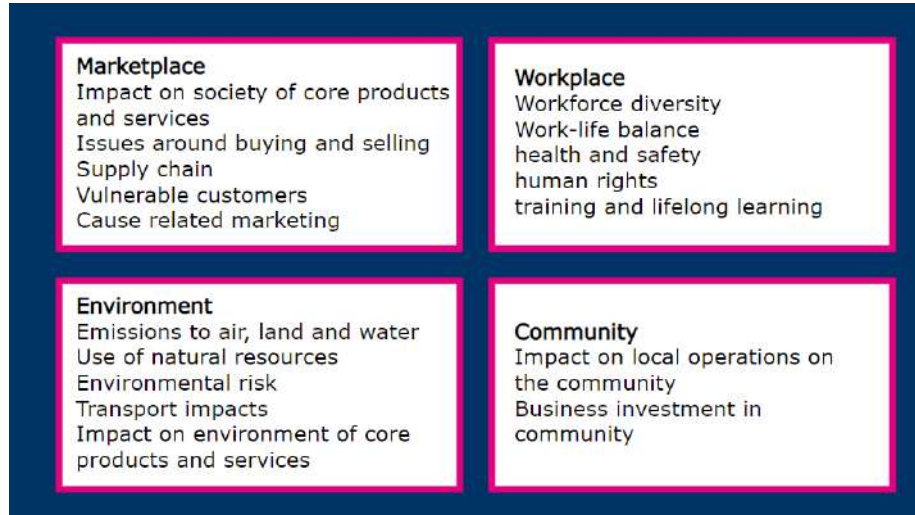 Marketplace
Impact on society of core products
and services
Issues around buying and selling
Supply chain
Vulnerable customers
Cause related marketing
Workplace
Workforce diversity
Work-life balance
health and safety
human rights
training and lifelong learning
Environment
Emissions to air, land and water
Use of natural resources
Environmental risk
Transport impacts
Impact on environment of core
products and services
Community
Impact on local operations on
the community
Business investment in
community